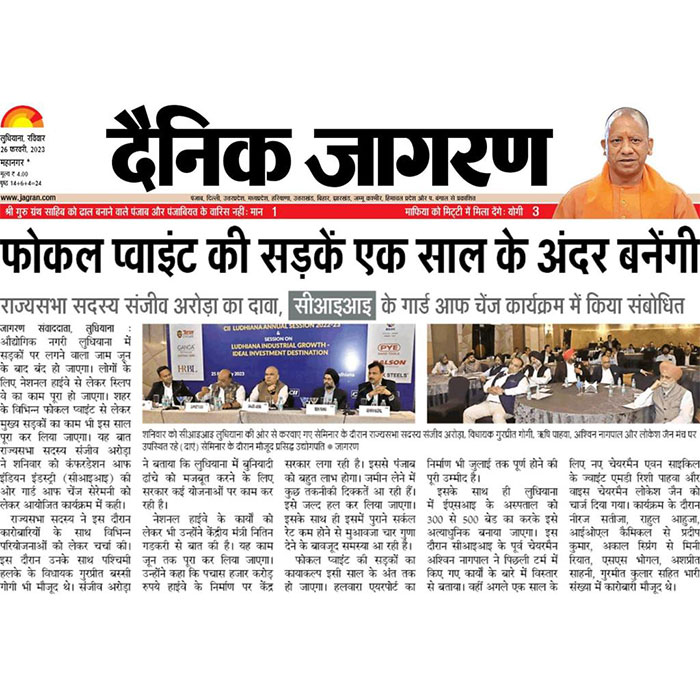 लुधियाना, रविवार
26 फरवरी, 2023
महानगर *
मूल्य ₹ 4.00
पृष्ठ 14+6+4=24
www.jagran.com
दैनिक जागरण
पंजाब, दिल्ली, उत्तरप्रदेश, मध्यप्रदेश, हरियाणा, उत्तराखंड, बिहार, झारखंड, जम्मू कश्मीर, हिमाचल प्रदेश और प. बंगाल से प्रकाशित
श्री गुरु ग्रंथ साहिब को ढाल बनाने वाले पंजाब और पंजाबियत के वारिस नहीं: मान 1
माफिया को मिट्टी में मिला देंगे: योगी 3
फोकल प्वाइंट की सड़कें एक साल के अंदर बनेंगी
राज्यसभा सदस्य संजीव अरोड़ा का दावा, सीआइआइ के गार्ड आफ चेंज कार्यक्रम में किया संबोधित
जागरण संवाददाता, लुधियाना :
औद्योगिक नगरी लुधियाना में
सड़कों पर लगने वाला जाम जून
के बाद बंद हो जाएगा। लोगों के
लिए नेशनल हाईवे से लेकर स्लिप
वे का काम पूरा हो जाएगा। शहर
के विभिन्न फोकल प्वाइंट से लेकर
मुख्य सड़कों का काम भी इस साल
पूरा कर लिया जाएगा। यह बात
राज्यसभा सदस्य संजीव अरोड़ा
ने शनिवार को कंफरडेशन आफ
इंडियन इंडस्ट्री (सीआइआइ) की
ओर गार्ड आफ चेंज सेरेमनी को
लेकर आयोजित कार्यक्रम में कही।
राज्यसभा सदस्य ने इस दौरान
कारोबारियों के साथ विभिन्न
परियोजनाओं को लेकर चर्चा की।
इस दौरान उनके साथ पश्चिमी
हलके के विधायक गुरप्रीत बस्सी
गोगी भी मौजूद थे। संजीव अरोड़ा
CII LUDHIANA ANNUAL SESSION 2022-23
SESSION ON
LUDHIANA INDUSTRIAL GROWTH -
IDEAL INVESTMENT DESTINATION
GANGA
HRBL
PYE
RALSON
STEELS
शनिवार को सीआइआइ लुधियाना की ओर से करवाए गए सेमिनार के दौरान राज्यसभा सदस्य संजीव अरोड़ा, विधायक गुरप्रीत गोगी, ऋषि पाहवा, अश्विन नागपाल और लोकेश जैन मंच पर
उपस्थित रहे। (दाएं) सेमिनार के दौरान मौजूद प्रसिद्ध उद्योगपति ● जागरण
ने बताया कि लुधियाना में बुनियादी
ढांचे को मजबूत करने के लिए
सरकार कई योजनाओं पर काम कर
रही है।
नेशनल हाईवे के कार्यों को
लेकर भी उन्होंने केंद्रीय मंत्री नितिन
गडकरी से बात की है। यह काम
जून तक पूरा कर लिया जाएगा।
उन्होंने कहा कि पचास हजार करोड़
रुपये हाईवे के निर्माण पर केंद्र
सरकार लगा रही है। इससे पंजाब
को बहुत लाभ होगा। जमीन लेने में
कुछ तकनीकी दिक्कतें आ रही हैं।
इसे जल्द हल कर लिया जाएगा।
इसके साथ ही इसमें पुराने सर्कल
रेट कम होने से मुआवजा चार गुणा
देने के बावजूद समस्या आ रही है।
फोकल प्वाइंट की सड़कों का
कायाकल्प इसी साल के अंत तक
हो जाएगा। हलवारा एयरपोर्ट का
निर्माण भी जुलाई तक पूर्ण होने की
पूरी उम्मीद है।
इसके साथ ही लुधियाना
में ईएसआइ के अस्पताल को
300 से 500 बेड का करके इसे
अत्याधुनिक बनाया जाएगा। इस
दौरान सीआइआइ के पूर्व चेयरमैन
अश्विन नागपाल ने पिछली टर्म में
किए गए कार्यों के बारे में विस्तार
से बताया। वहीं अगले एक साल के
लिए नए चेयरमैन एवन साइकिल
के ज्वाइंट एमडी रिशी पाहवा और
वाइस चेयरमैन लोकेश जैन को
चार्ज दिया गया। कार्यक्रम के दौरान
नीरज सतीजा, राहुल आहुजा,
आईओएल कैमिकल से प्रदीप
कुमार, अकाल स्प्रिंग से मिनी
रियात, एसएस भोगल, अशप्रीत
साहनी, गुरमीत कुलार सहित भारी
संख्या में कारोबारी मौजूद थे।